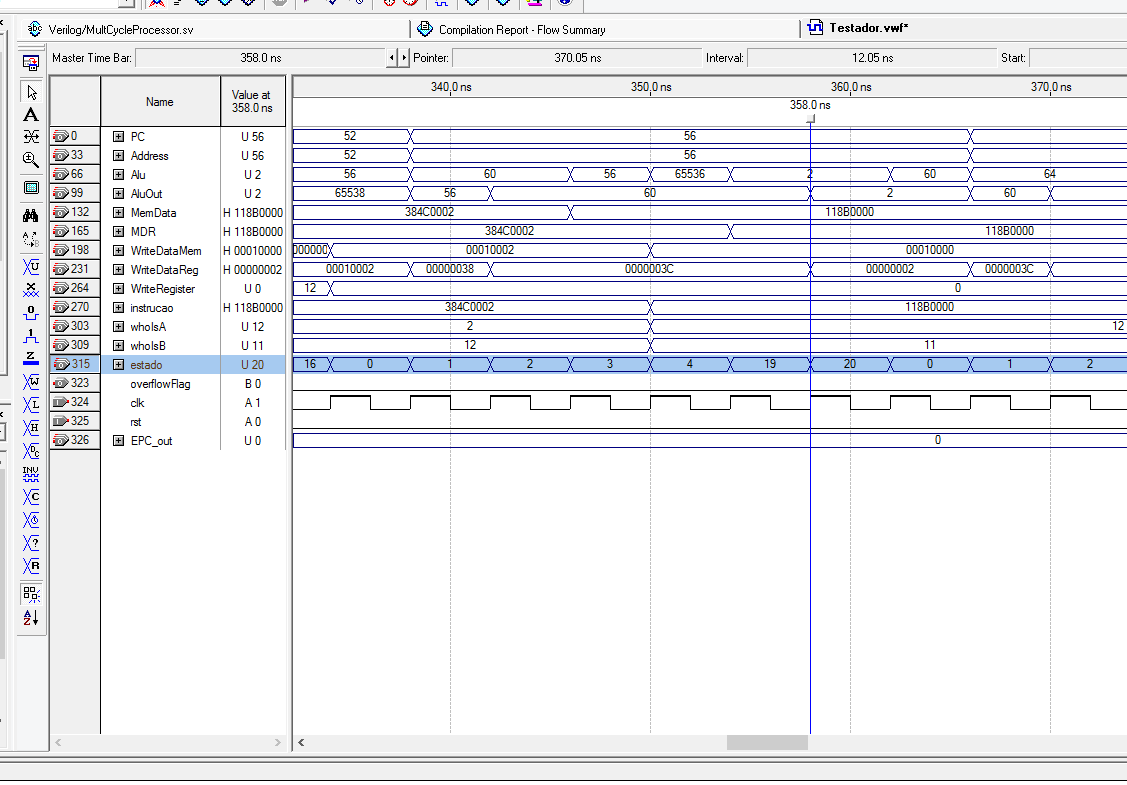 Verilog/MultCycleProcessor.sv Compilation Report - Flow Summary Testador.vwf*
Master Time Bar: 358.0 ns Pointer: 370.05 ns Interval: 12.05 ns Start:
Name Value at 358.0 ns 340.0 ns 350.0 ns 360.0 ns 370.0 ns
358.0 ns
0 PC U 56 52 56
33 Address U 56 52 56
66 Alu U 2 56 60 56 65536 2 60 64
99 AluOut U 2 65538 56 60 2 60
132 MemData H 118B0000 384C0002 118B0000
165 MDR H 118B0000 384C0002 118B0000
198 WriteDataMem H 00010000 000000 00010002 00010000
231 WriteDataReg H 00000002 00010002 00000038 0000003C 00000002 0000003C
264 WriteRegister U 0 12 0
270 instrucao H 118B0000 384C0002 118B0000
303 whoIsA U 12 2 12
309 whoIsB U 11 12 11
315 estado U 20 16 0 1 2 3 4 19 20 0 1 2
323 overflowFlag B 0
324 clk A 1
325 rst A 0
326 EPC_out U 0 0